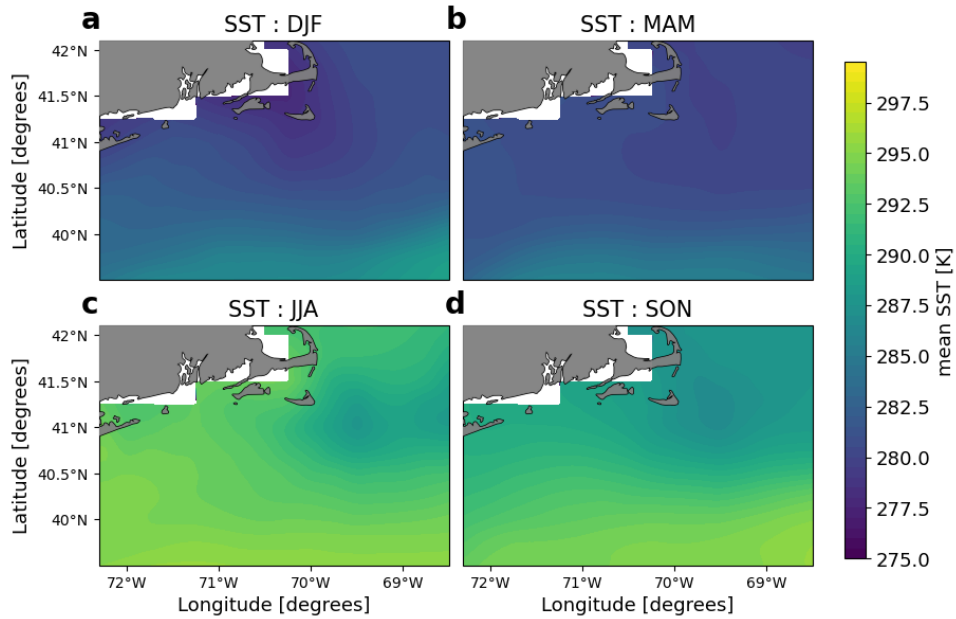 a SST : DJF
b SST : MAM
42°N
41.5°N
41°N
40.5°N
40°N
Latitude [degrees]
c SST : JJA
d SST : SON
42°N
41.5°N
41°N
40.5°N
40°N
Latitude [degrees]
72°W 71°W 70°W 69°W
Longitude [degrees]
72°W 71°W 70°W 69°W
Longitude [degrees]
297.5
295.0
292.5
290.0
287.5
285.0
282.5
280.0
277.5
275.0
mean SST [K]